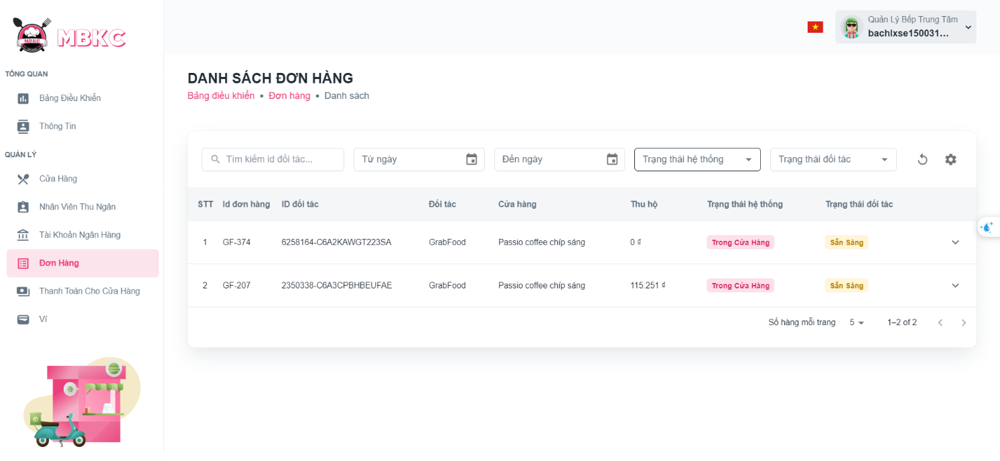 MBKC
MBKC
Quản Lý Bếp Trung Tâm
bachlxse150031...
TỔNG QUAN
Bảng Điều Khiển
Thông Tin
QUẢN LÝ
Cửa Hàng
Nhân Viên Thu Ngân
Tài Khoản Ngân Hàng
Đơn Hàng
Thanh Toán Cho Cửa Hàng
Ví
DANH SÁCH ĐƠN HÀNG
Bảng điều khiển • Đơn hàng • Danh sách
Tìm kiếm id đối tác... Từ ngày Đến ngày Trạng thái hệ thống Trạng thái đối tác
STT Id đơn hàng ID đối tác Đối tác Cửa hàng Thu hộ Trạng thái hệ thống Trạng thái đối tác
1 GF-374 6258164-C6A2KAWGT223SA GrabFood Passio coffee chíp sáng 0 ₫ Trong Cửa Hàng Sẵn Sàng
2 GF-207 2350338-C6A3CPBHBEUFAE GrabFood Passio coffee chíp sáng 115.251 ₫ Trong Cửa Hàng Sẵn Sàng
Số hàng mỗi trang 5 1–2 of 2